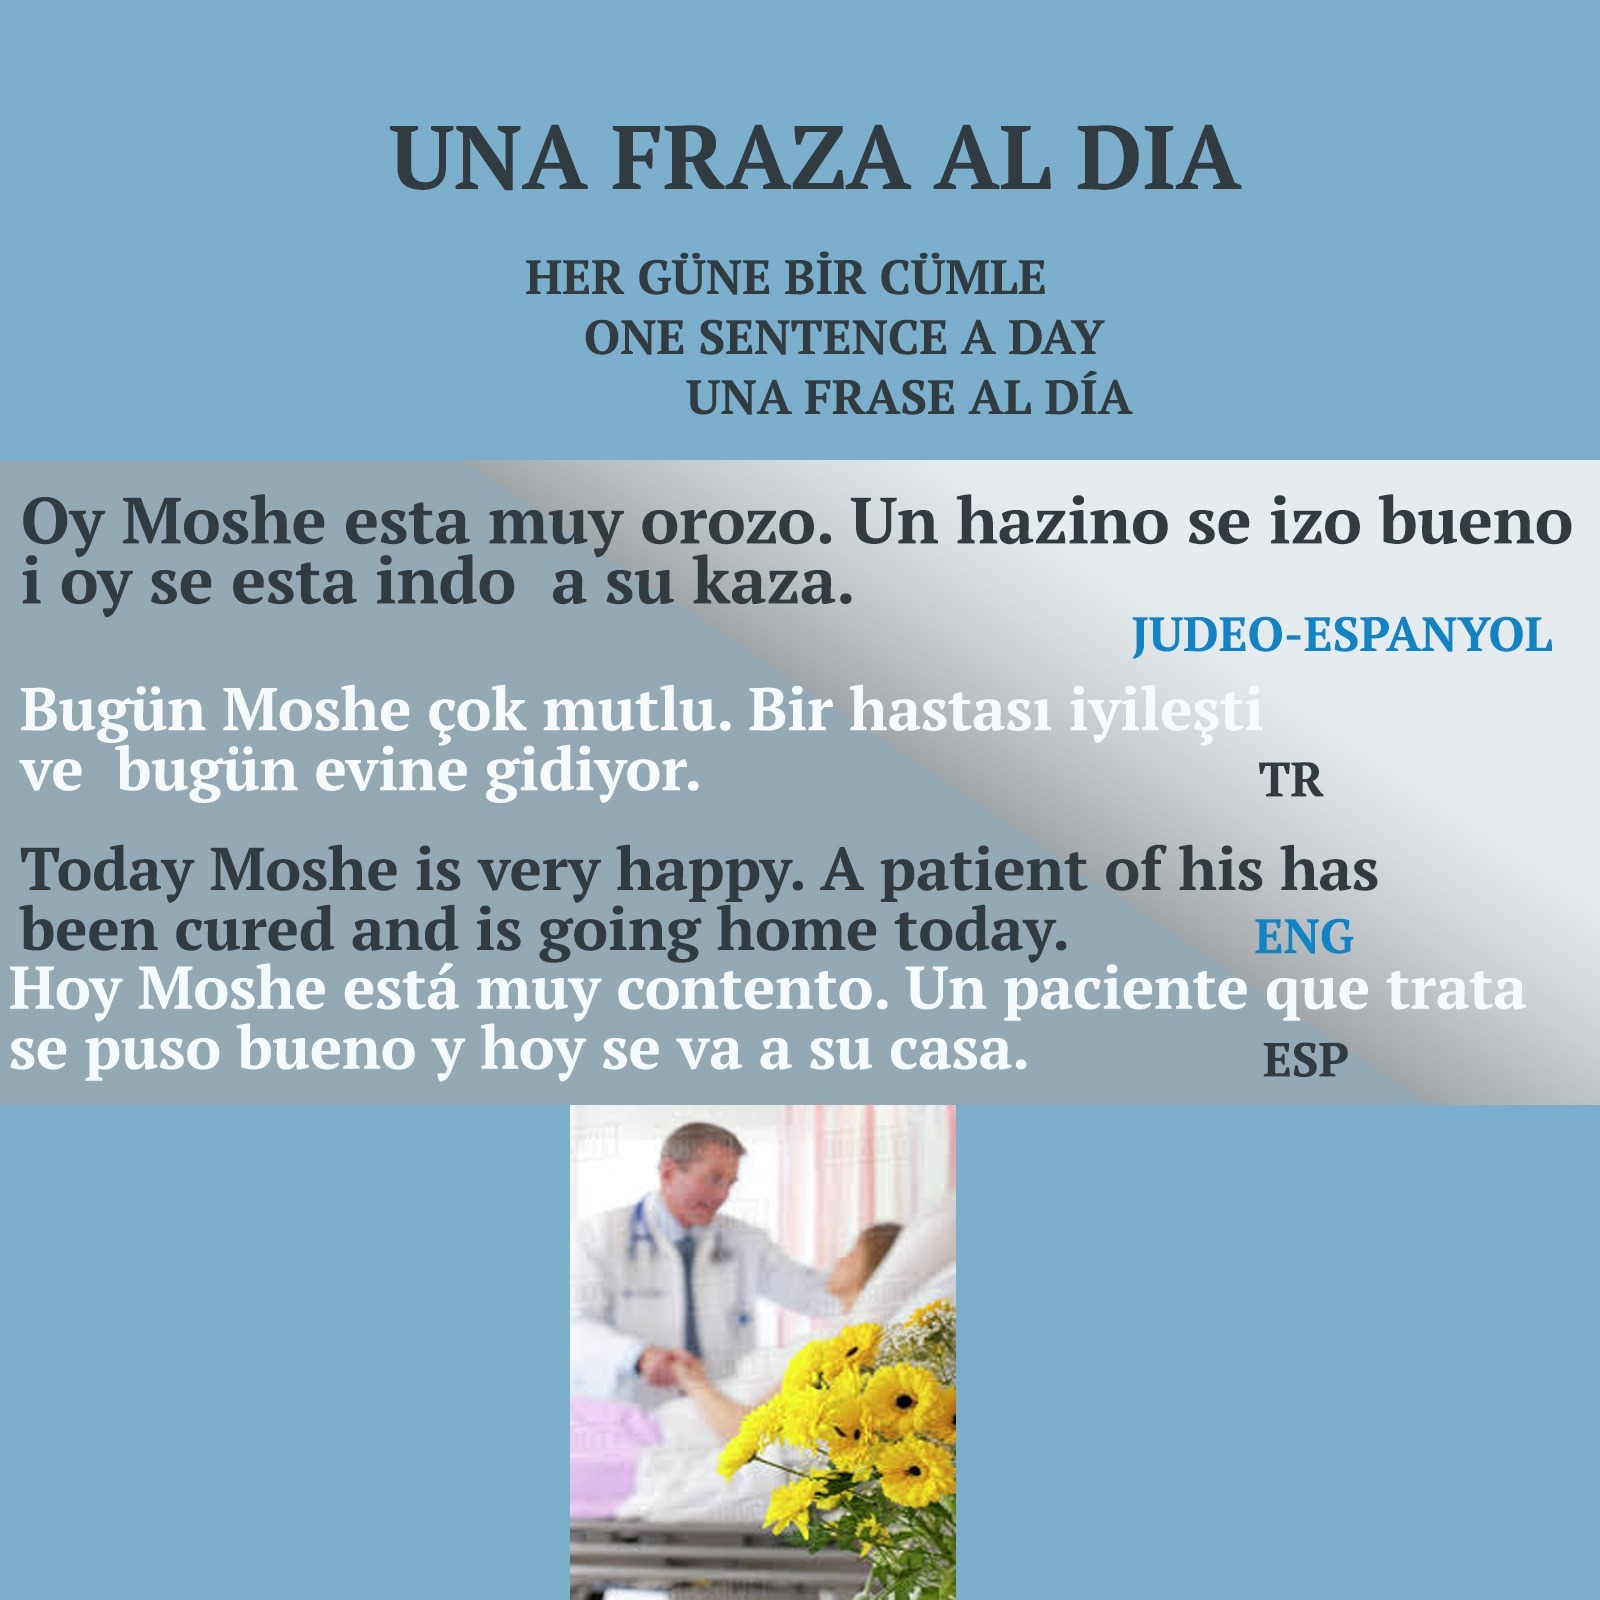 UNA FRAZA AL DIA
HER GÜNE BİR CÜMLE
ONE SENTENCE A DAY
UNA FRASE AL DÍA
Oy Moshe esta muy orozo. Un hazino se izo bueno
i oy se esta indo a su kaza.
JUDEO-ESPANYOL
Bugün Moshe çok mutlu. Bir hastası iyileşti
ve bugün evine gidiyor.
TR
Today Moshe is very happy. A patient of his has
been cured and is going home today.
ENG
Hoy Moshe está muy contento. Un paciente que trata
se puso bueno y hoy se va a su casa.
ESP